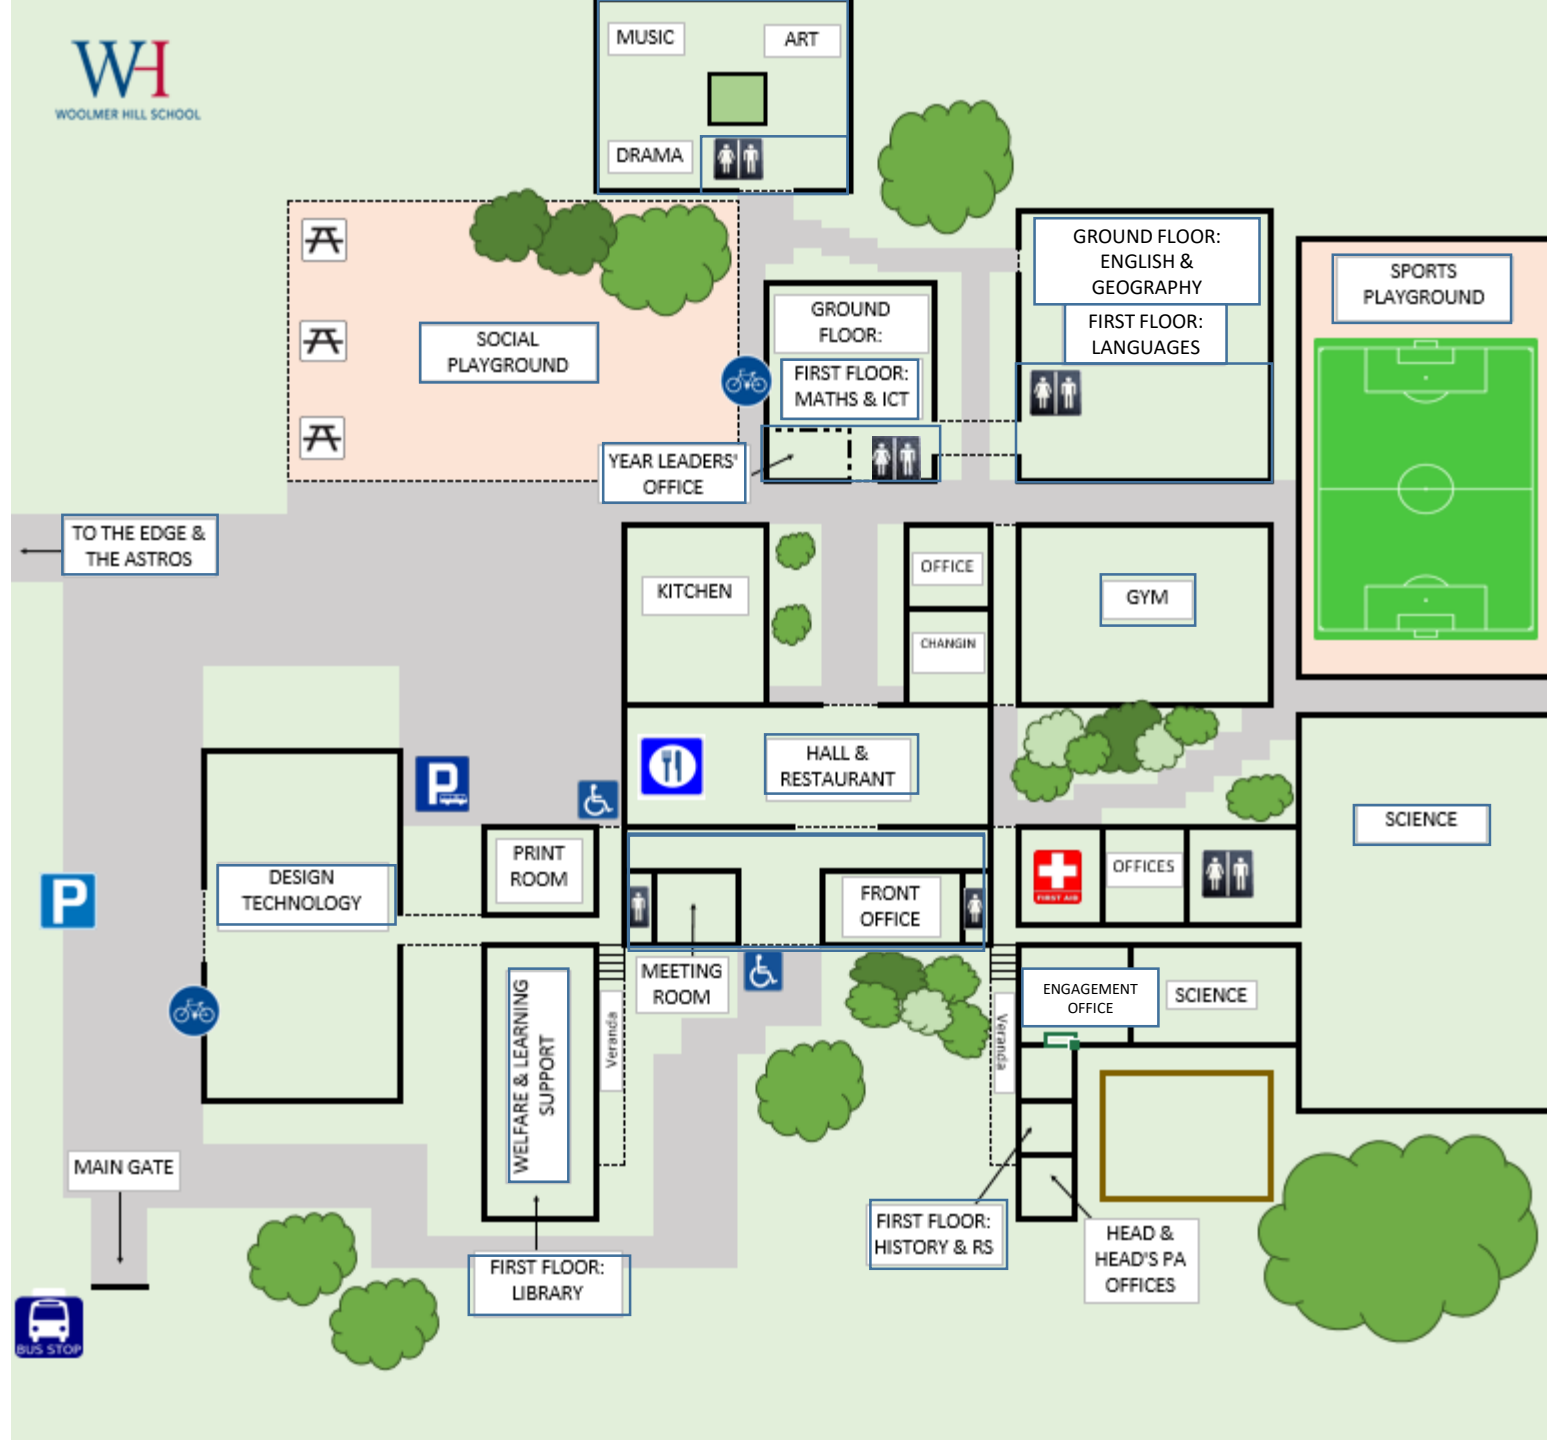 MUSIC
ART
WH
WOOLMER HILL SCHOOL
DRAMA
GROUND FLOOR:
ENGLISH &
GEOGRAPHY
SPORTS
PLAYGROUND
GROUND
FLOOR:
FIRST FLOOR:
LANGUAGES
SOCIAL
PLAYGROUND
FIRST FLOOR:
MATHS & ICT
YEAR LEADERS'
OFFICE
TO THE EDGE &
THE ASTROS
KITCHEN
OFFICE
GYM
CHANGIN
HALL &
RESTAURANT
P
SCIENCE
PRINT
ROOM
FIRST AID
OFFICES
P
DESIGN
TECHNOLOGY
FRONT
OFFICE
MEETING
ROOM
WELFARE & LEARNING
SUPPORT
Veranda
Veranda
ENGAGEMENT
OFFICE
SCIENCE
MAIN GATE
FIRST FLOOR:
HISTORY & RS
HEAD &
HEAD'S PA
OFFICES
FIRST FLOOR:
LIBRARY
BUS STOP